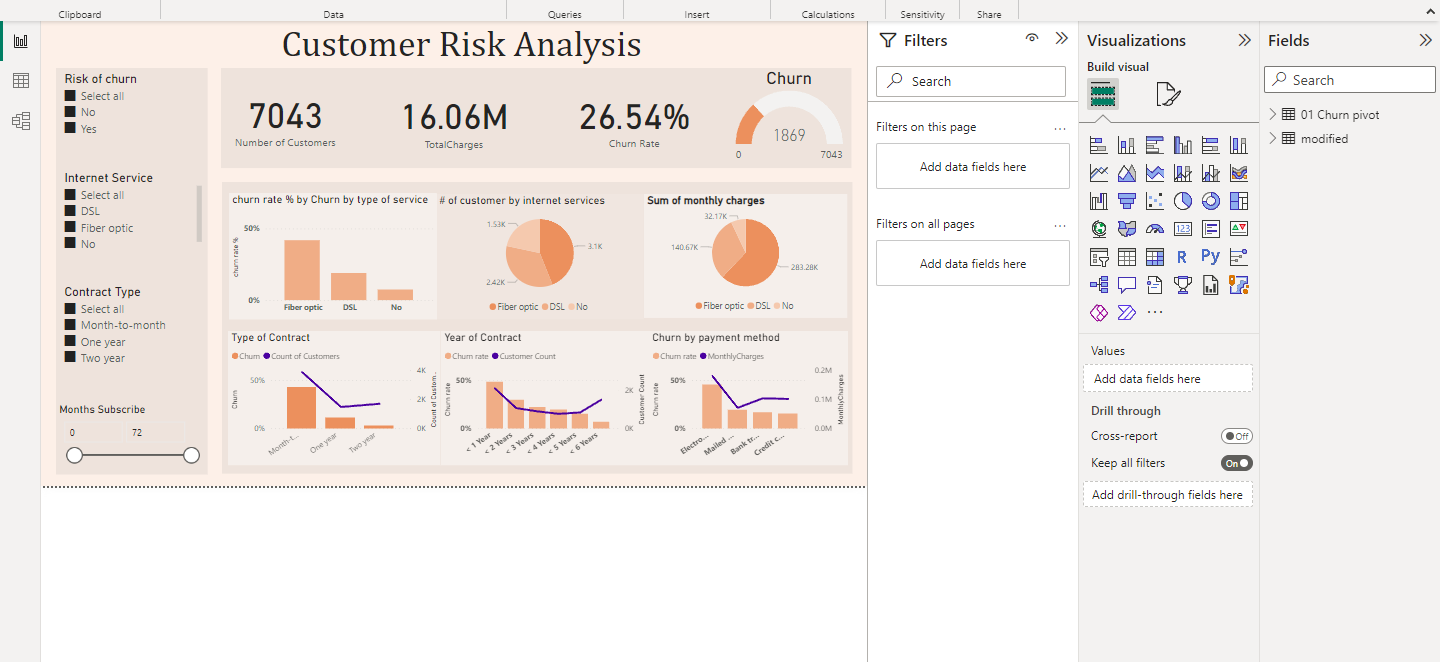 Clipboard
Data
Queries
Insert
Calculations
Sensitivity
Share
Customer Risk Analysis
Risk of churn
Select all
No
Yes
Internet Service
Select all
DSL
Fiber optic
No
Contract Type
Select all
Month-to-month
One year
Two year
Months Subscribe
0
72
7043
Number of Customers
16.06M
TotalCharges
26.54%
Churn Rate
Churn
1869
0
7043
churn rate % by Churn by type of service
churn rate %
50%
0%
Fiber optic
DSL
No
# of customer by internet services
1.53K
3.1K
2.42K
Fiber optic DSL No
Sum of monthly charges
32.17K
140.67K
283.28K
Fiber optic DSL No
Type of Contract
Churn Count of Customers
Churn
50%
0%
4K
2K
0K
Count of Custom...
Month-t...
One year
Two year
Year of Contract
Churn rate Customer Count
Churn rate
50%
0%
2K
0K
Customer Count
< 1 Year
< 2 Years
< 3 Years
< 4 Years
< 5 Years
< 6 Years
Churn by payment method
Churn rate MonthlyCharges
Churn rate
50%
0%
0.2M
0.1M
0.0M
MonthlyCharges
Electro...
Mailed ...
Bank tr...
Credit c...
Filters
Search
Filters on this page
...
Add data fields here
Filters on all pages
...
Add data fields here
Visualizations
Build visual
123
R
Py
...
Values
Add data fields here
Drill through
Cross-report
Off
Keep all filters
On
Add drill-through fields here
Fields
Search
01 Churn pivot
modified